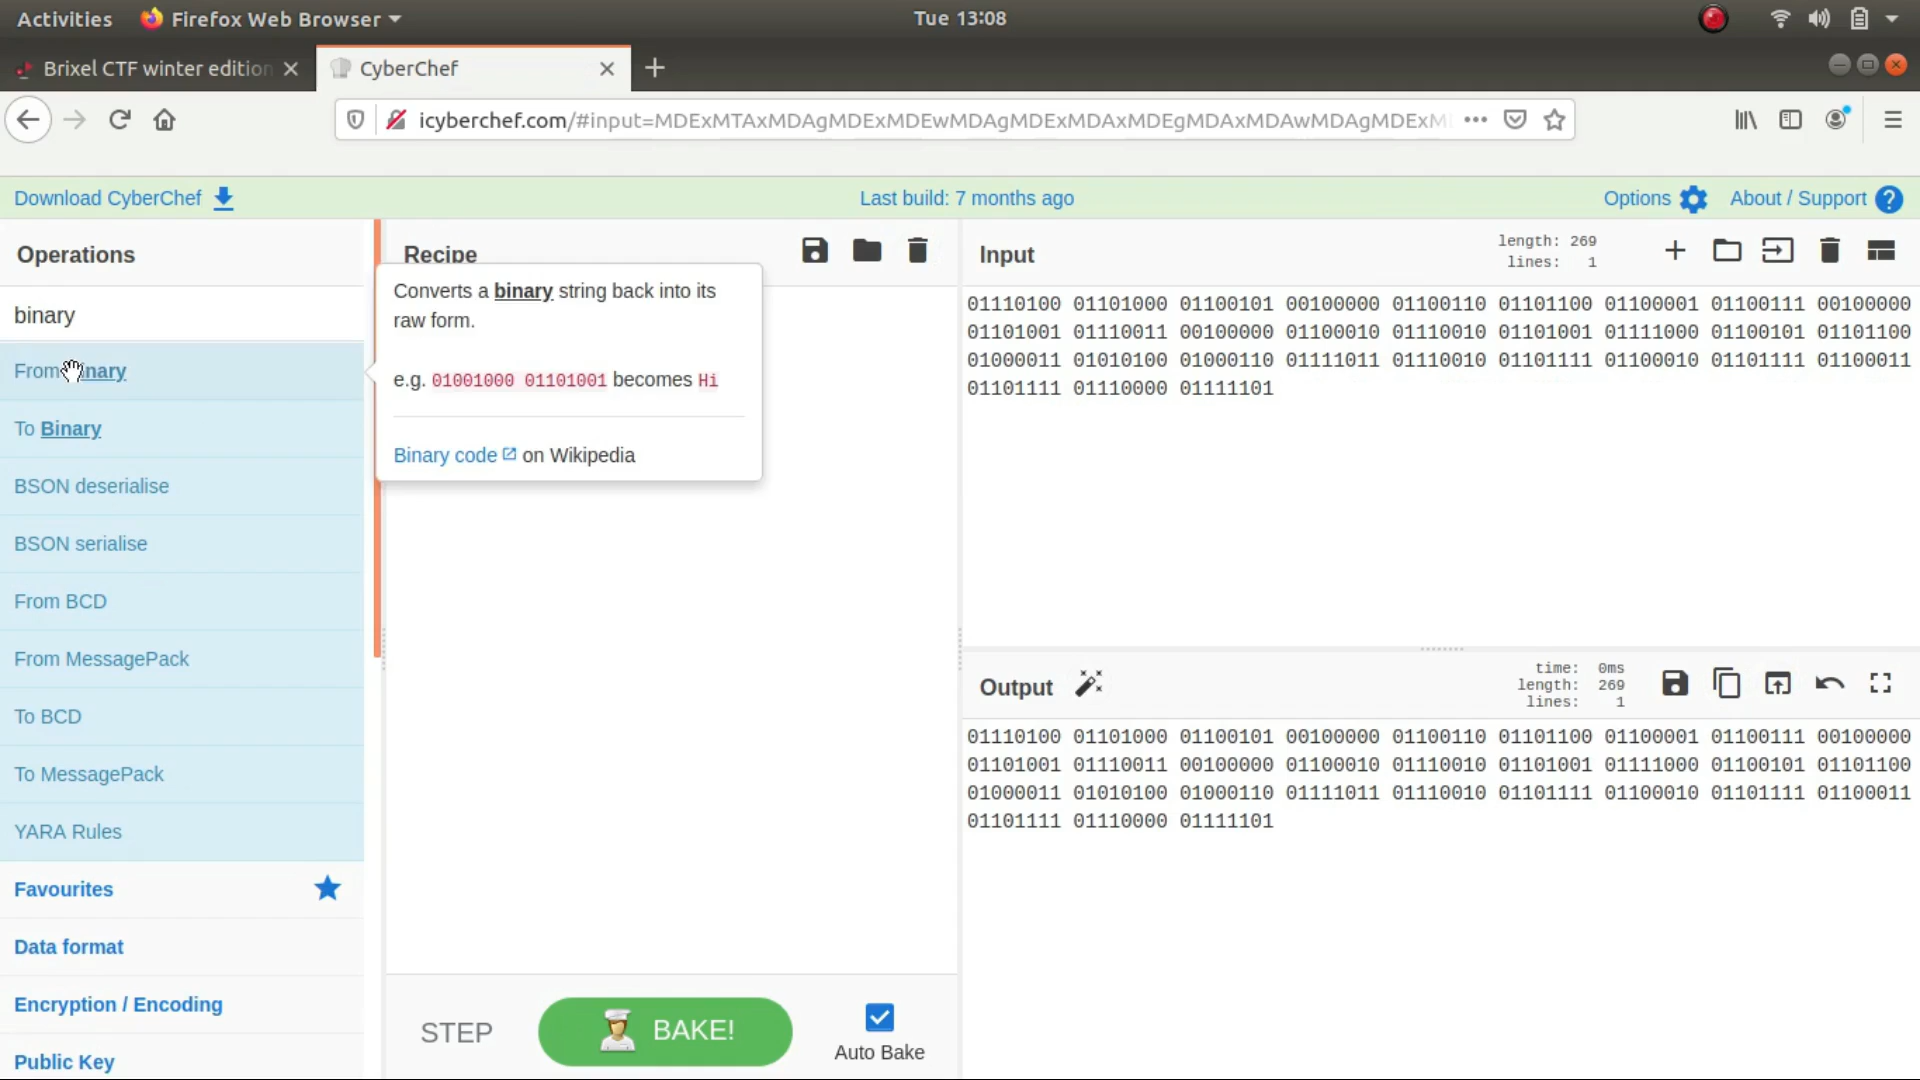 Activities Firefox Web Browser Tue 13:08
Brixel CTF winter edition CyberChef
icyberchef.com/#input=MDExMTAxMDAgMDExMDEwMDAgMDExMDAxMDEgMDAxMDAwMDAgMDExM
Download CyberChef Last build: 7 months ago Options About / Support
Operations
binary
From inary
To Binary
BSON deserialise
BSON serialise
From BCD
From MessagePack
To BCD
To MessagePack
YARA Rules
Favourites
Data format
Encryption / Encoding
Public Key
Recipe
Converts a binary string back into its
raw form.
e.g. 01001000 01101001 becomes Hi
Binary code on Wikipedia
STEP
BAKE!
Auto Bake
Input
length: 269
lines: 1
01110100 01101000 01100101 00100000 01100110 01101100 01100001 01100111 00100000
01101001 01110011 00100000 01100010 01110010 01101001 01111000 01100101 01101100
01000011 01010100 01000110 01111011 01110010 01101111 01100010 01101111 01100011
01101111 01110000 01111101
Output
time: 0ms
length: 269
lines: 1
01110100 01101000 01100101 00100000 01100110 01101100 01100001 01100111 00100000
01101001 01110011 00100000 01100010 01110010 01101001 01111000 01100101 01101100
01000011 01010100 01000110 01111011 01110010 01101111 01100010 01101111 01100011
01101111 01110000 01111101